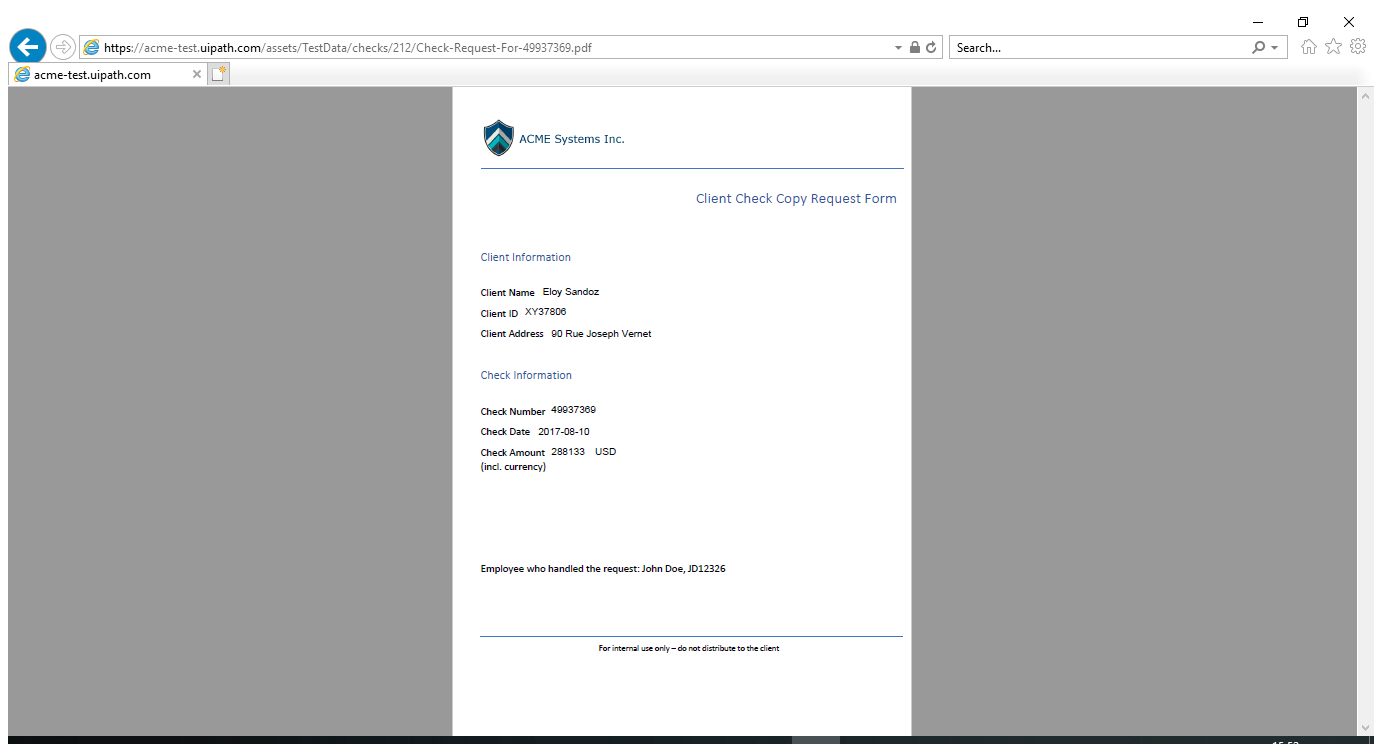 https://acme-test.uipath.com/assets/TestData/checks/212/Check-Request-For-49937369.pdf
Search...
acme-test.uipath.com
ACME Systems Inc.
Client Check Copy Request Form
Client Information
Client Name Eloy Sandoz
Client ID XY37806
Client Address 90 Rue Joseph Vernet
Check Information
Check Number 49937369
Check Date 2017-08-10
Check Amount 288133 USD
(incl. currency)
Employee who handled the request: John Doe, JD12326
For internal use only – do not distribute to the client